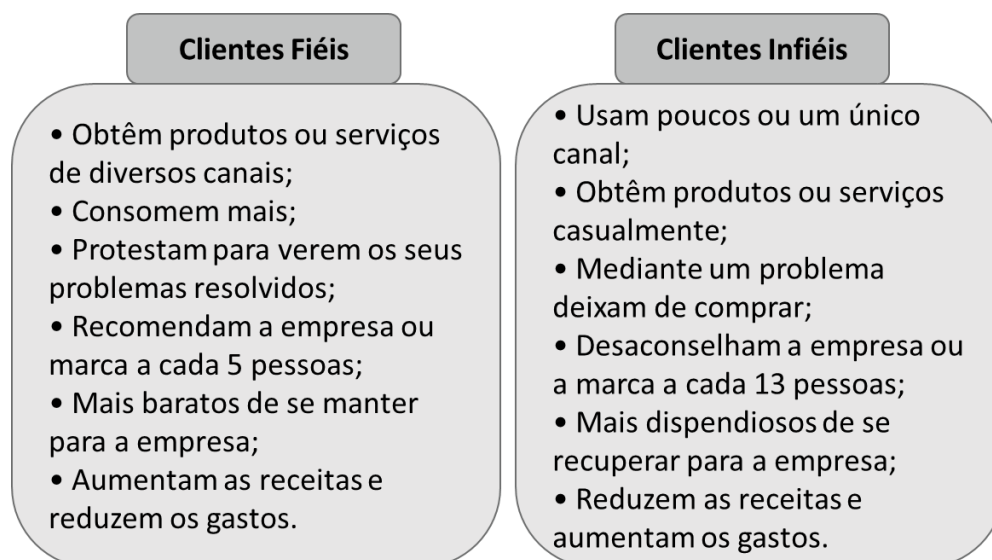 Clientes Fiéis
• Obtêm produtos ou serviços
de diversos canais;
• Consomem mais;
• Protestam para verem os seus
problemas resolvidos;
• Recomendam a empresa ou
marca a cada 5 pessoas;
• Mais baratos de se manter
para a empresa;
• Aumentam as receitas e
reduzem os gastos.
Clientes Infiéis
• Usam poucos ou um único
canal;
• Obtêm produtos ou serviços
casualmente;
• Mediante um problema
deixam de comprar;
• Desaconselham a empresa ou
a marca a cada 13 pessoas;
• Mais dispendiosos de se
recuperar para a empresa;
• Reduzem as receitas e
aumentam os gastos.